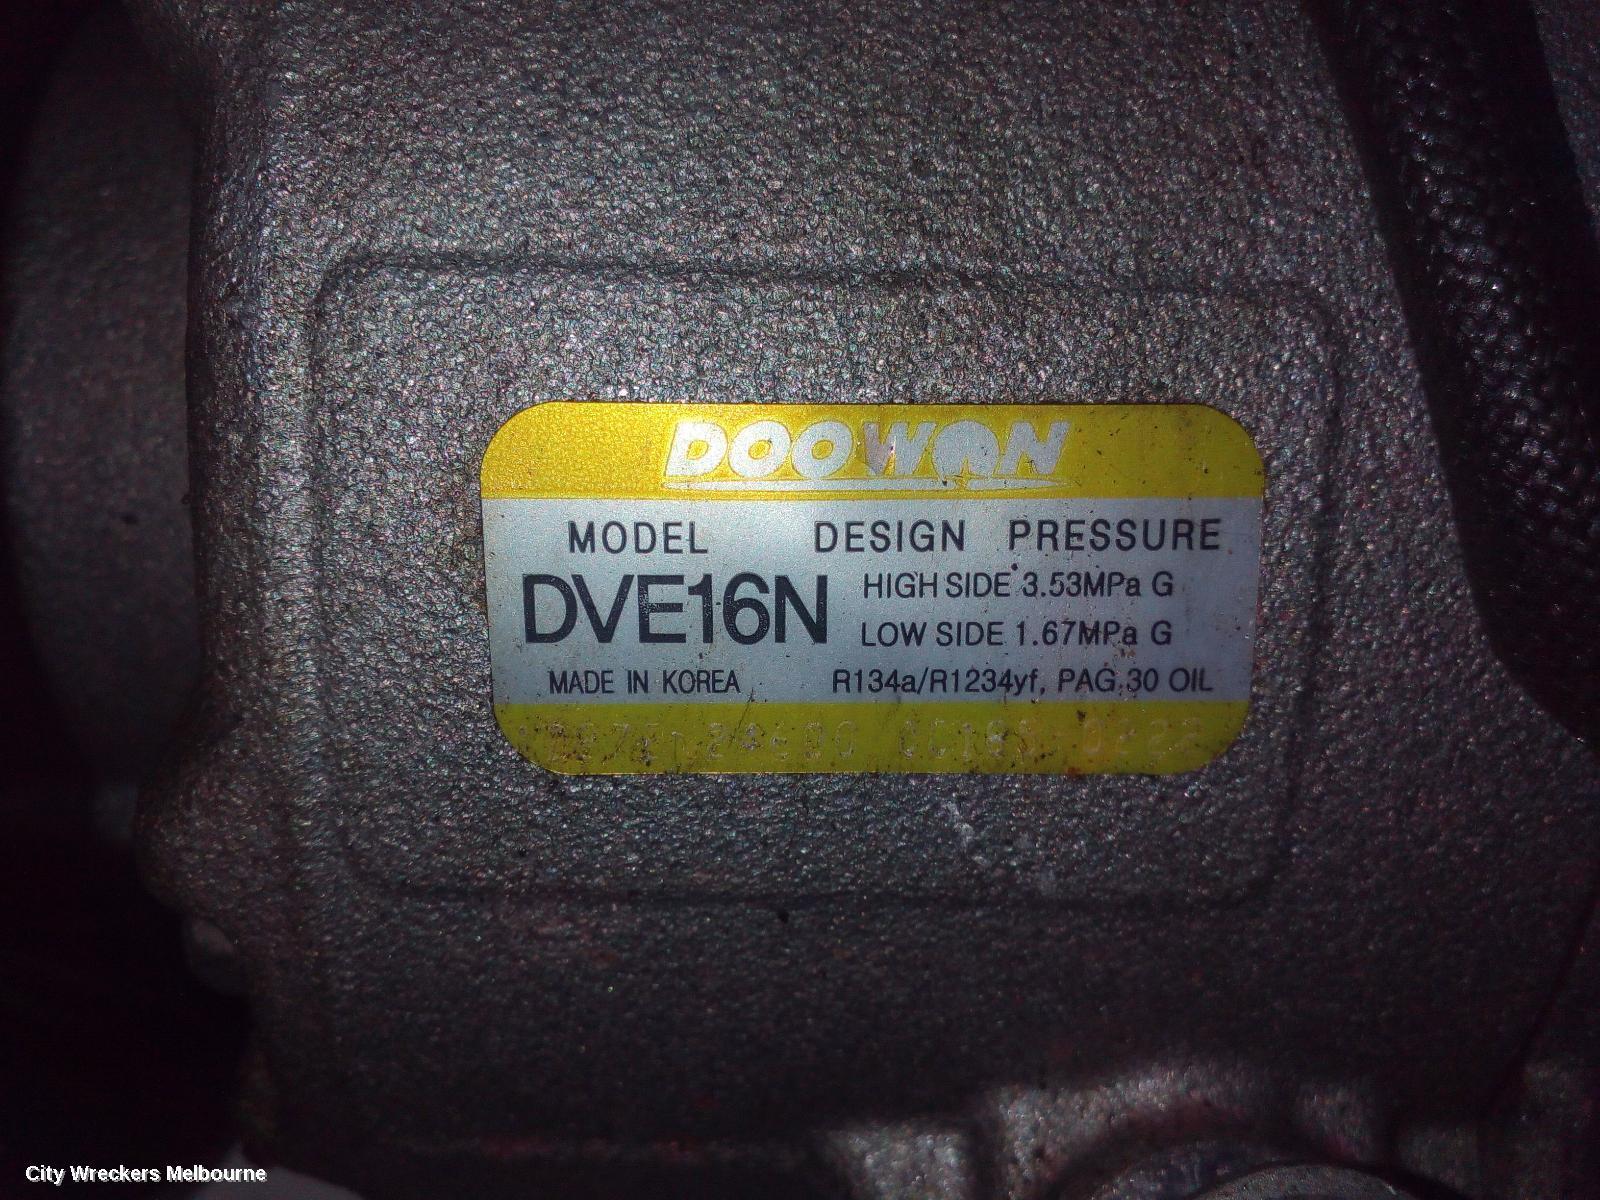 DOOWON
MODEL DESIGN PRESSURE
DVE16N HIGH SIDE 3.53MPa G
LOW SIDE 1.67MPa G
MADE IN KOREA R134a/R1234yf, PAG 30 OIL
City Wreckers Melbourne